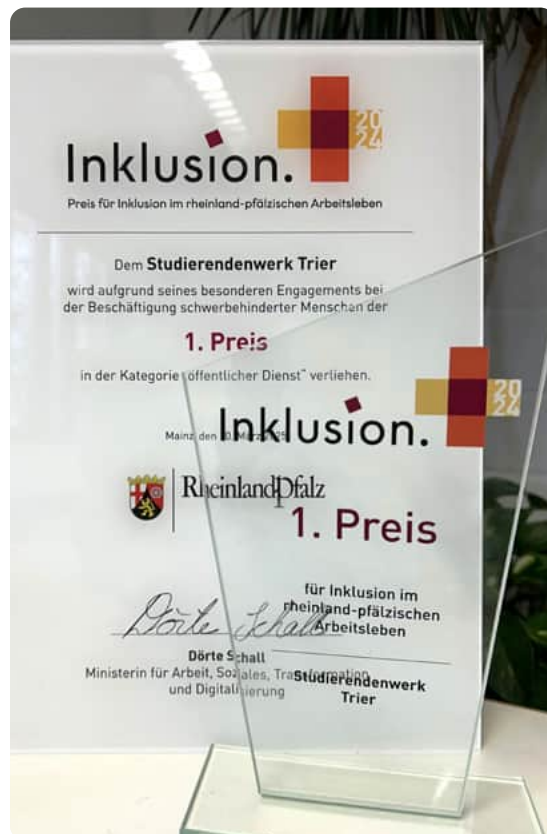 Inklusion.
2024
Preis für Inklusion im rheinland-pfälzischen Arbeitsleben
Dem Studierendenwerk Trier
wird aufgrund seines besonderen Engagements bei
der Beschäftigung schwerbehinderter Menschen der
1. Preis
in der Kategorie „öffentlicher Dienst“ verliehen.
Mainz den
RheinlandPfalz
Dörte Schall
Dörte Schall
Ministerin für Arbeit, Soziales, Transformation
und Digitalisierung
Inklusion.
2024
1. Preis
für Inklusion im
rheinland-pfälzischen
Arbeitsleben
Studierendenwerk
Trier